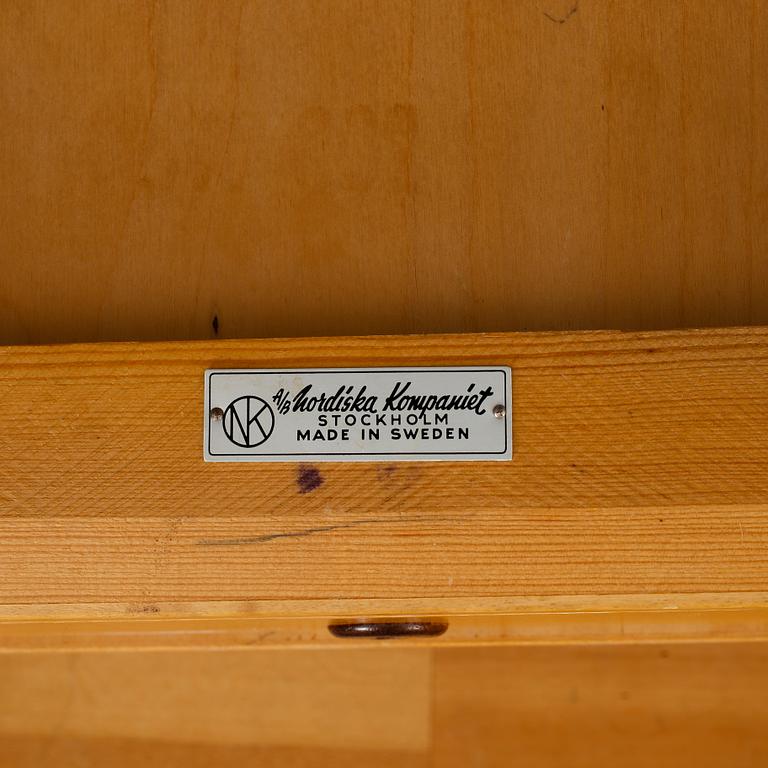 NK A/B Nordiska Kompaniet
STOCKHOLM
MADE IN SWEDEN